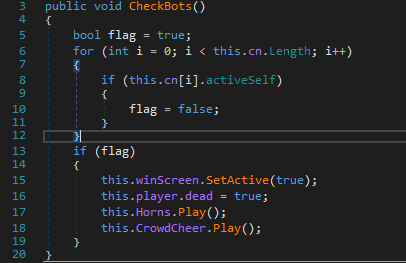 3 public void CheckBots()
4 {
5 bool flag = true;
6 for (int i = 0; i < this.cn.Length; i++)
7 {
8 if (this.cn[i].activeSelf)
9 {
10 flag = false;
11 }
12 }
13 if (flag)
14 {
15 this.winScreen.SetActive(true);
16 this.player.dead = true;
17 this.Horns.Play();
18 this.CrowdCheer.Play();
19 }
20 }